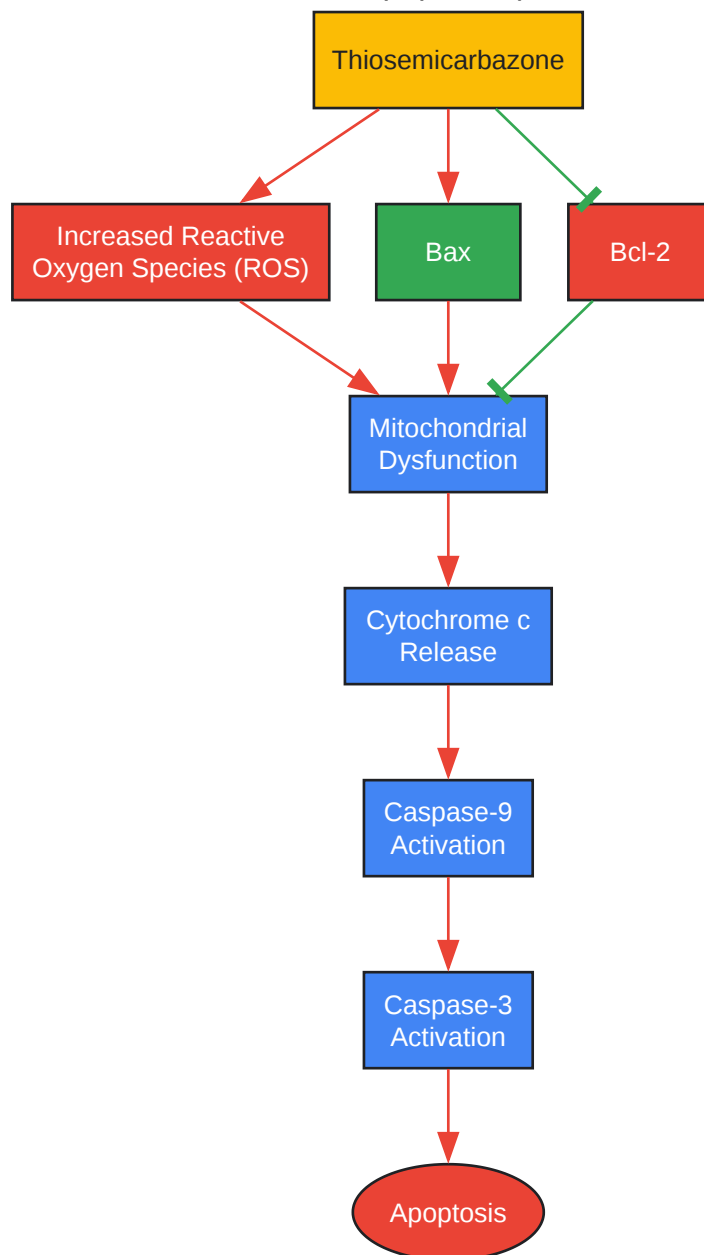 Thiosemicarbazone
Increased Reactive
Oxygen Species (ROS)
Bax
Bcl-2
Mitochondrial
Dysfunction
Cytochrome c
Release
Caspase-9
Activation
Caspase-3
Activation
Apoptosis